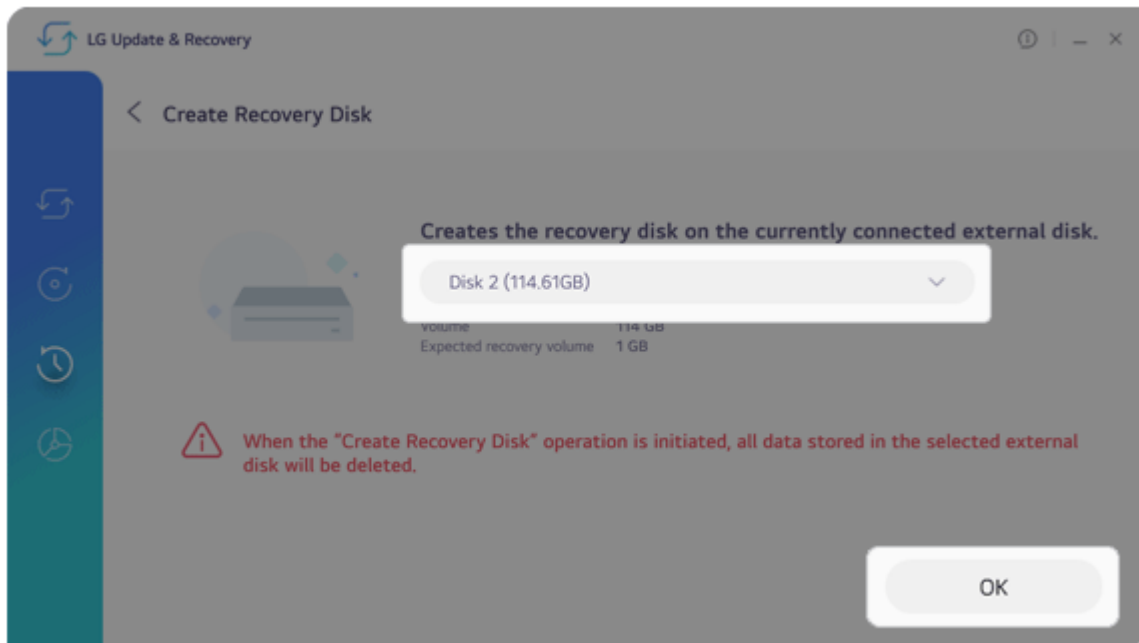 LG Update & Recovery
Create Recovery Disk
Creates the recovery disk on the currently connected external disk.
Disk 2 (114.61GB)
Volume 114 GB
Expected recovery volume 1 GB
When the “Create Recovery Disk” operation is initiated, all data stored in the selected external
disk will be deleted.
OK